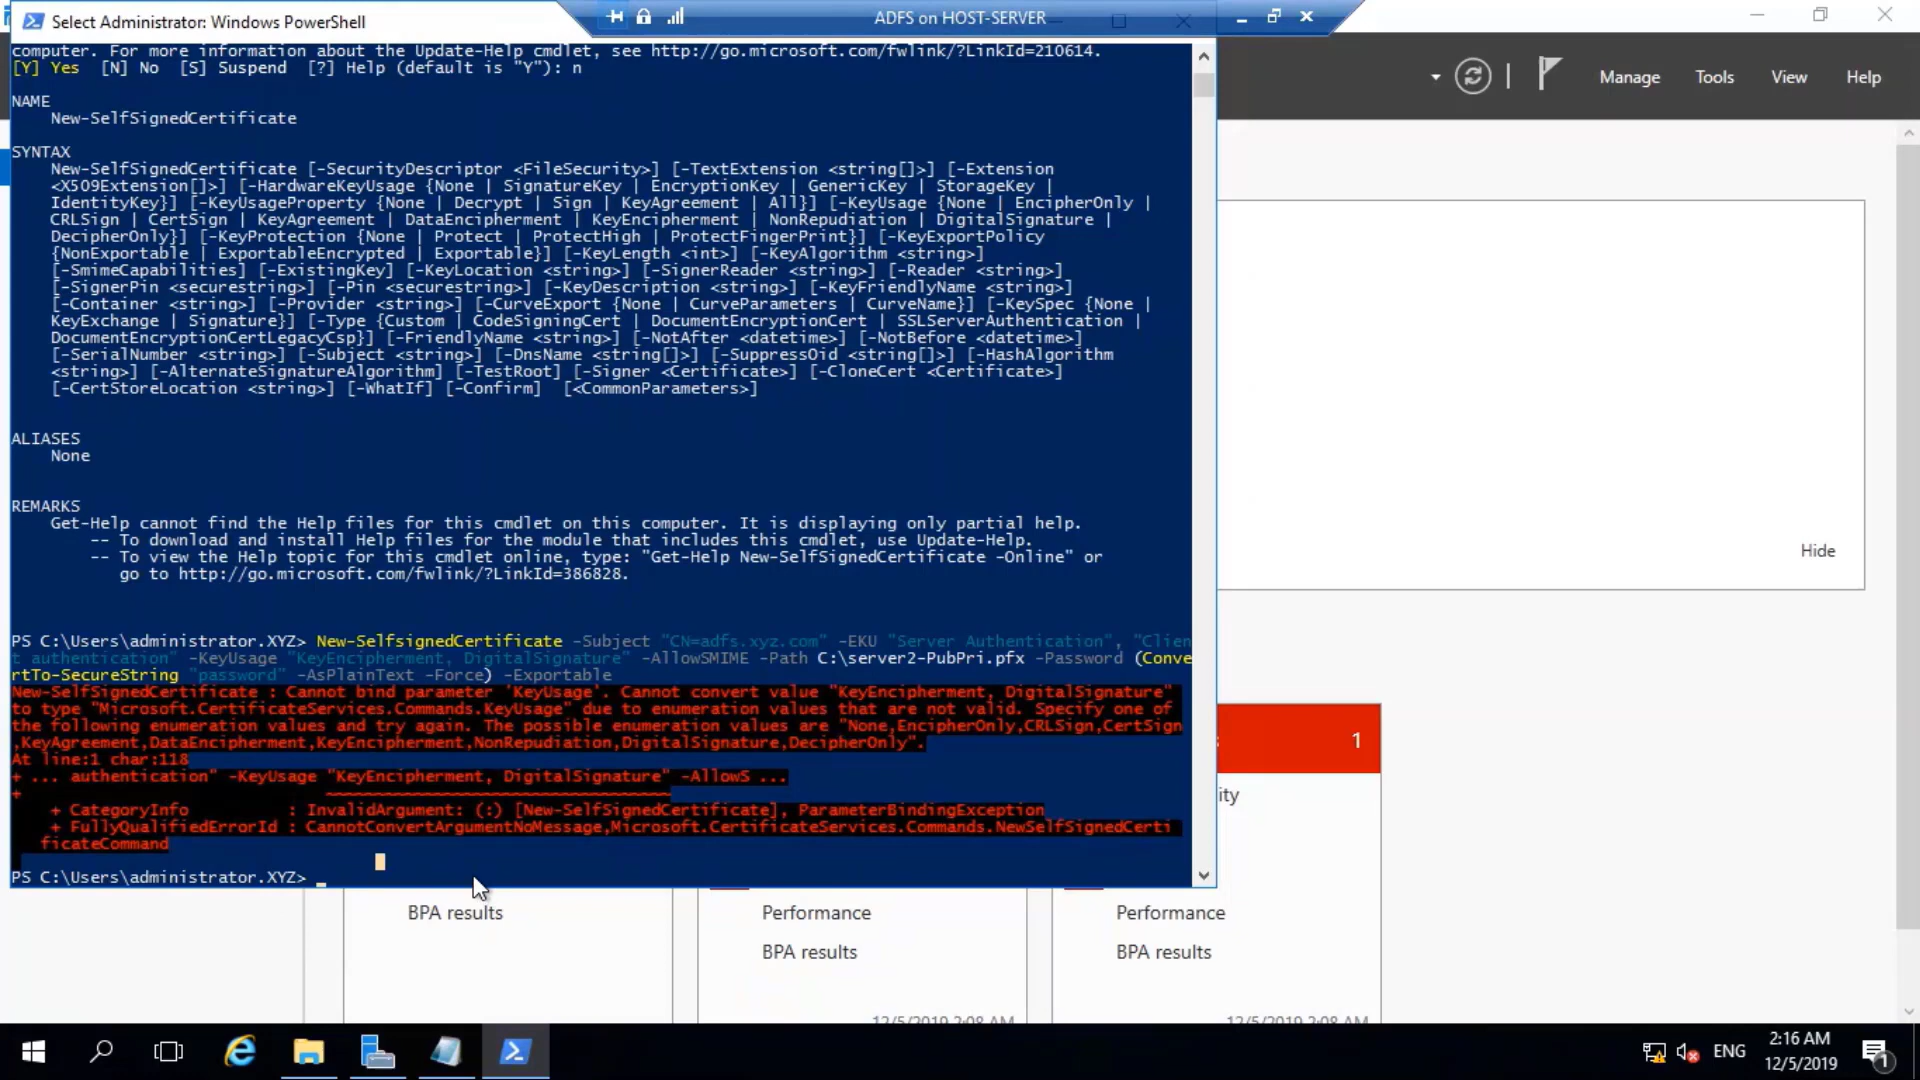 Select Administrator: Windows PowerShell
ADFS on HOST-SERVER
computer. For more information about the Update-Help cmdlet, see http://go.microsoft.com/fwlink/?LinkId=210614.
[Y] Yes  [N] No  [S] Suspend  [?] Help (default is "Y"): n
Manage
Tools
View
Help
NAME
New-SelfSignedCertificate
SYNTAX
New-SelfSignedCertificate [-SecurityDescriptor <FileSecurity>] [-TextExtension <string[]>] [-Extension
<X509Extension[]>] [-HardwareKeyUsage {None | SignatureKey | EncryptionKey | GenericKey | StorageKey |
IdentityKey}] [-KeyUsageProperty {None | Decrypt | Sign | KeyAgreement | All}] [-KeyUsage {None | EncipherOnly |
CRLSign | CertSign | KeyAgreement | DataEncipherment | KeyEncipherment | NonRepudiation | DigitalSignature |
DecipherOnly}] [-KeyProtection {None | Protect | ProtectHigh | ProtectFingerPrint}] [-KeyExportPolicy
{NonExportable | ExportableEncrypted | Exportable}] [-KeyLength <int>] [-KeyAlgorithm <string>]
[-SmimeCapabilities] [-ExistingKey] [-KeyLocation <string>] [-SignerReader <string>] [-Reader <string>]
[-SignerPin <securestring>] [-Pin <securestring>] [-KeyDescription <string>] [-KeyFriendlyName <string>]
[-Container <string>] [-Provider <string>] [-CurveExport {None | CurveParameters | CurveName}] [-KeySpec {None |
KeyExchange | Signature}] [-Type {Custom | CodeSigningCert | DocumentEncryptionCert | SSLServerAuthentication |
DocumentEncryptionCertLegacyCsp}] [-FriendlyName <string>] [-NotAfter <datetime>] [-NotBefore <datetime>]
[-SerialNumber <string>] [-Subject <string>] [-DnsName <string[]>] [-SuppressOid <string[]>] [-HashAlgorithm
<string>] [-AlternateSignatureAlgorithm] [-TestRoot] [-Signer <Certificate>] [-CloneCert <Certificate>]
[-CertStoreLocation <string>] [-WhatIf] [-Confirm]  [<CommonParameters>]
ALIASES
None
REMARKS
Get-Help cannot find the Help files for this cmdlet on this computer. It is displaying only partial help.
-- To download and install Help files for the module that includes this cmdlet, use Update-Help.
-- To view the Help topic for this cmdlet online, type: "Get-Help New-SelfSignedCertificate -Online" or
go to http://go.microsoft.com/fwlink/?LinkId=386828.
Hide
PS C:\Users\administrator.XYZ> New-SelfsignedCertificate -Subject "CN=adfs.xyz.com" -EKU "Server Authentication", "Clien
t authentication" -KeyUsage "KeyEncipherment, DigitalSignature" -AllowSMIME -Path C:\server2-PubPri.pfx -Password (Conve
rtTo-SecureString "password" -AsPlainText -Force) -Exportable
New-SelfSignedCertificate : Cannot bind parameter 'KeyUsage'. Cannot convert value "KeyEncipherment, DigitalSignature"
to type "Microsoft.CertificateServices.Commands.KeyUsage" due to enumeration values that are not valid. Specify one of
the following enumeration values and try again. The possible enumeration values are "None,EncipherOnly,CRLSign,CertSign
,KeyAgreement,DataEncipherment,KeyEncipherment,NonRepudiation,DigitalSignature,DecipherOnly".
At line:1 char:118
+ ... authentication" -KeyUsage "KeyEncipherment, DigitalSignature" -AllowS ...
+ ~~~~~~~~~~~~~~~~~~~~~~~~~~~~~~~~~~~
+ CategoryInfo          : InvalidArgument: (:) [New-SelfSignedCertificate], ParameterBindingException
+ FullyQualifiedErrorId : CannotConvertArgumentNoMessage,Microsoft.CertificateServices.Commands.NewSelfSignedCerti
ficateCommand
PS C:\Users\administrator.XYZ>
1
ity
BPA results
Performance
BPA results
Performance
BPA results
12/5/2019 2:08 AM
12/5/2019 2:08 AM
ENG
2:16 AM
12/5/2019
1